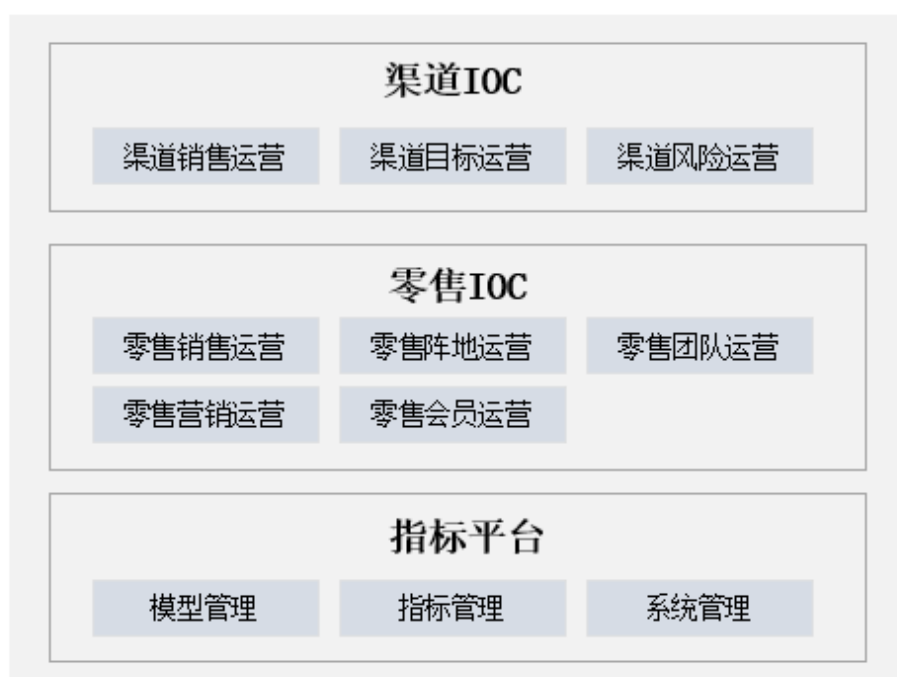 渠道IOC
渠道销售运营 渠道目标运营 渠道风险运营
零售IOC
零售销售运营 零售阵地运营 零售团队运营
零售营销运营 零售会员运营
指标平台
模型管理 指标管理 系统管理